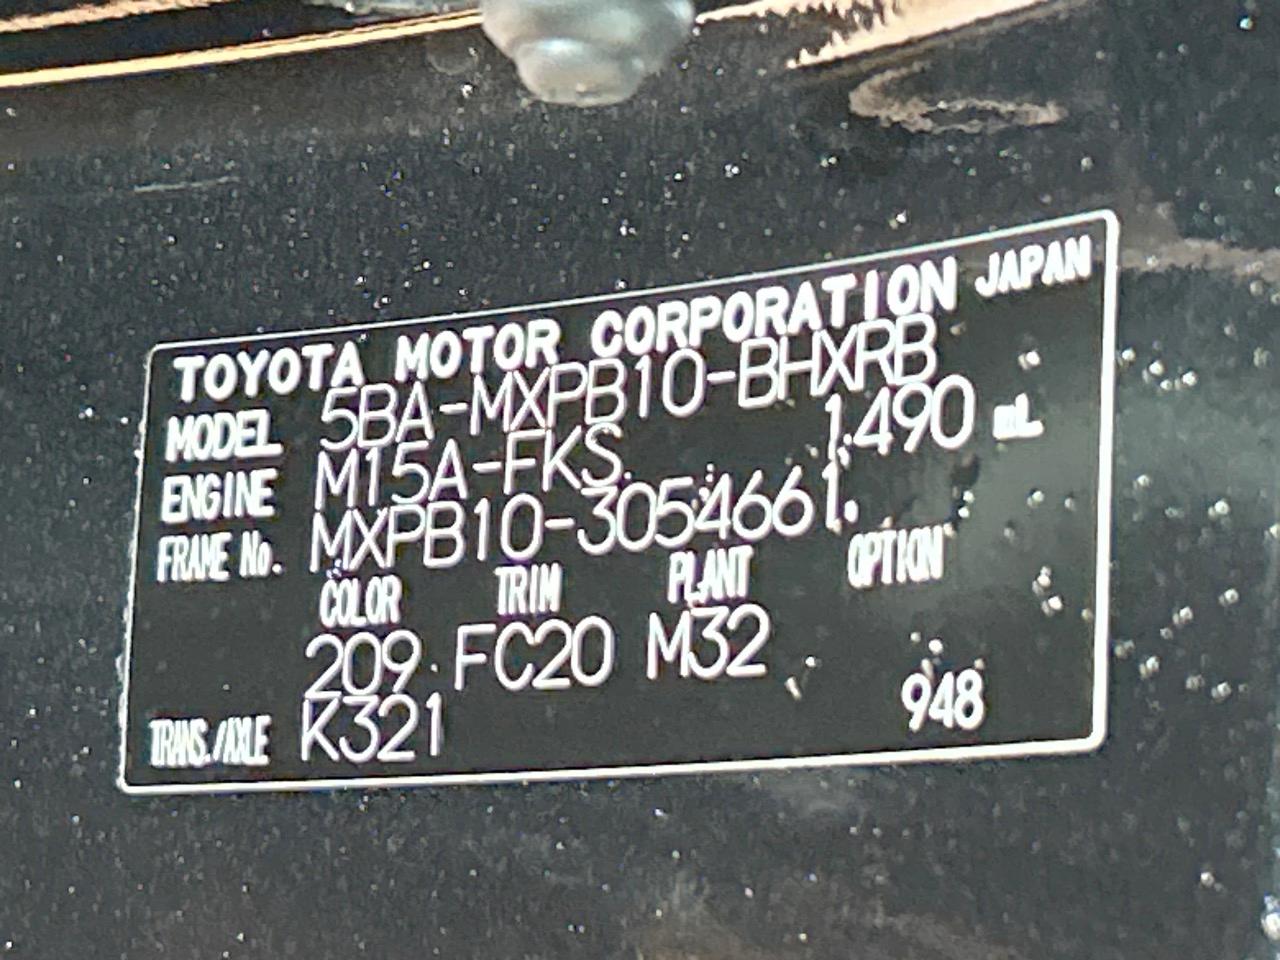 TOYOTA MOTOR CORPORATION JAPAN
MODEL 5BA-MXPB10-BHXRB
ENGINE M15A-FKS 1,490 mL
FRAME No. MXPB10-3054661
COLOR TRIM PLANT OPTION
209 FC20 M32
TRANS./AXLE K321 948